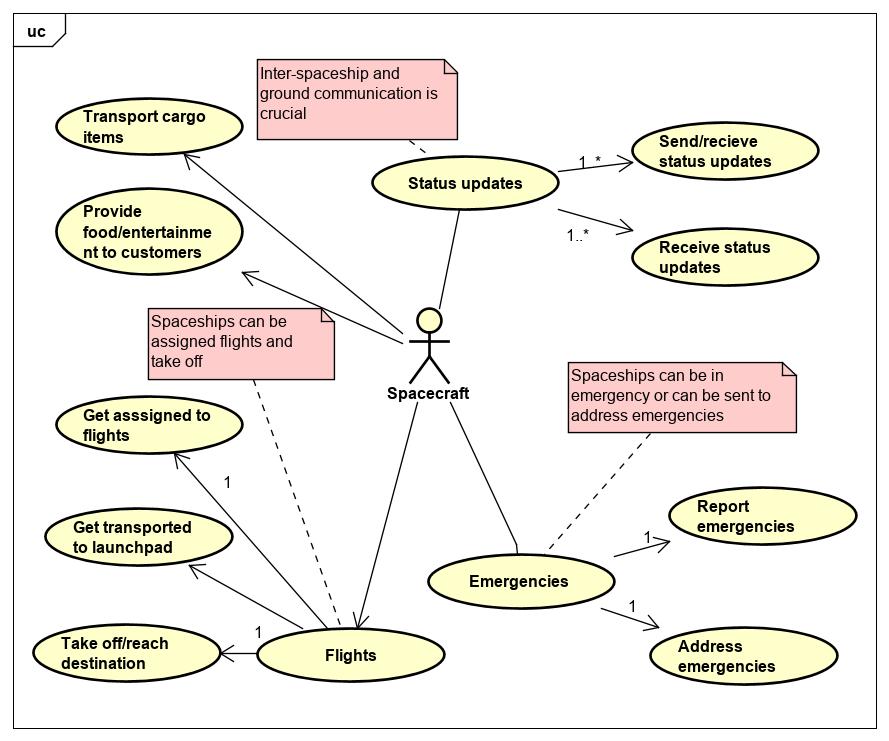 uc
Inter-spaceship and
ground communication is
crucial
Transport cargo
items
Send/recieve
status updates
1..*
Status updates
Provide
food/entertainme
nt to customers
1..*
Receive status
updates
Spaceships can be
assigned flights and
take off
Spacecraft
Spaceships can be in
emergency or can be sent to
address emergencies
Get asssigned to
flights
1
Get transported
to launchpad
Report
emergencies
1
Emergencies
1
Take off/reach
destination
1
Flights
Address
emergencies